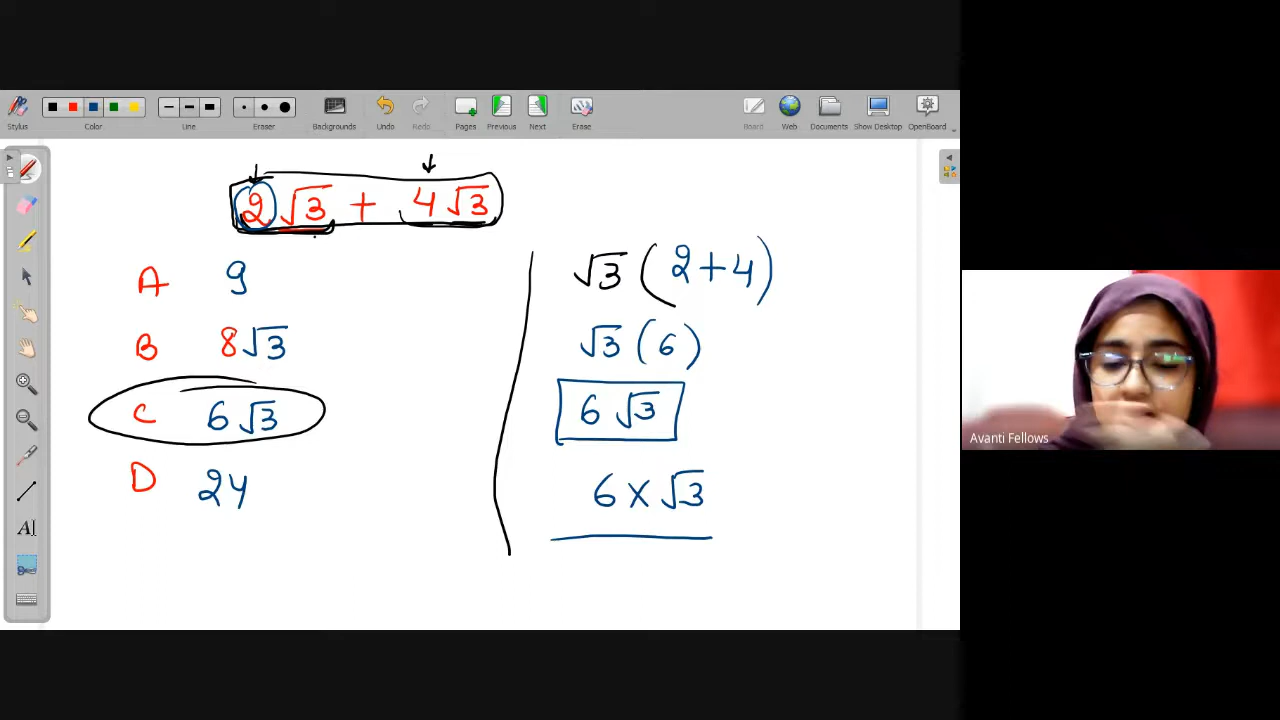 Stylus Color Line Eraser Backgrounds Undo Redo Pages Previous Next Erase Board Web Documents Show Desktop OpenBoard
2√3 + 4√3
A 9
B 8√3
C 6√3
D 24
√3 (2+4)
√3 (6)
6√3
6 × √3
Avanti Fellows